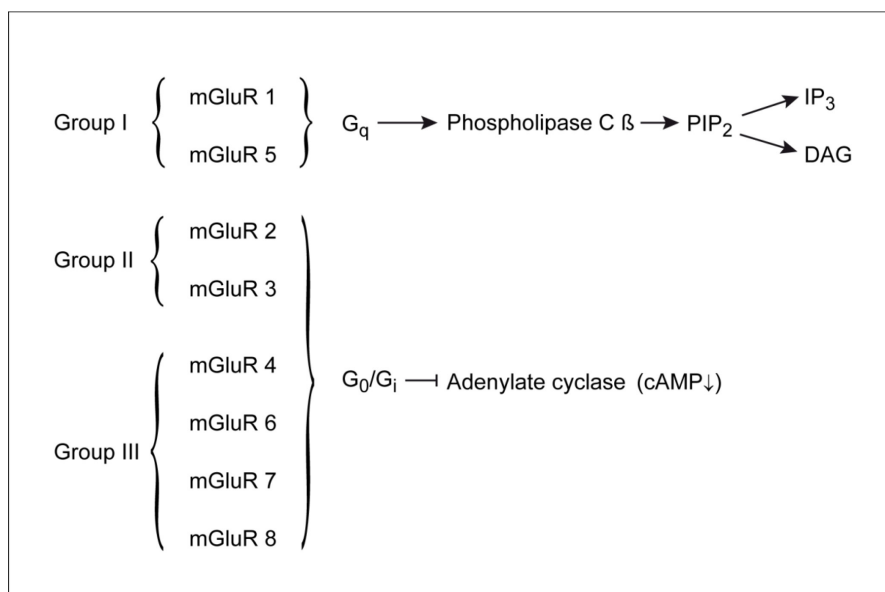 mGluR 1
Group I
Gq
Phospholipase C ß
PIP2
IP3
mGluR 5
DAG
mGluR 2
Group II
mGluR 3
mGluR 4
G0/Gi
Adenylate cyclase (cAMP↓)
mGluR 6
Group III
mGluR 7
mGluR 8